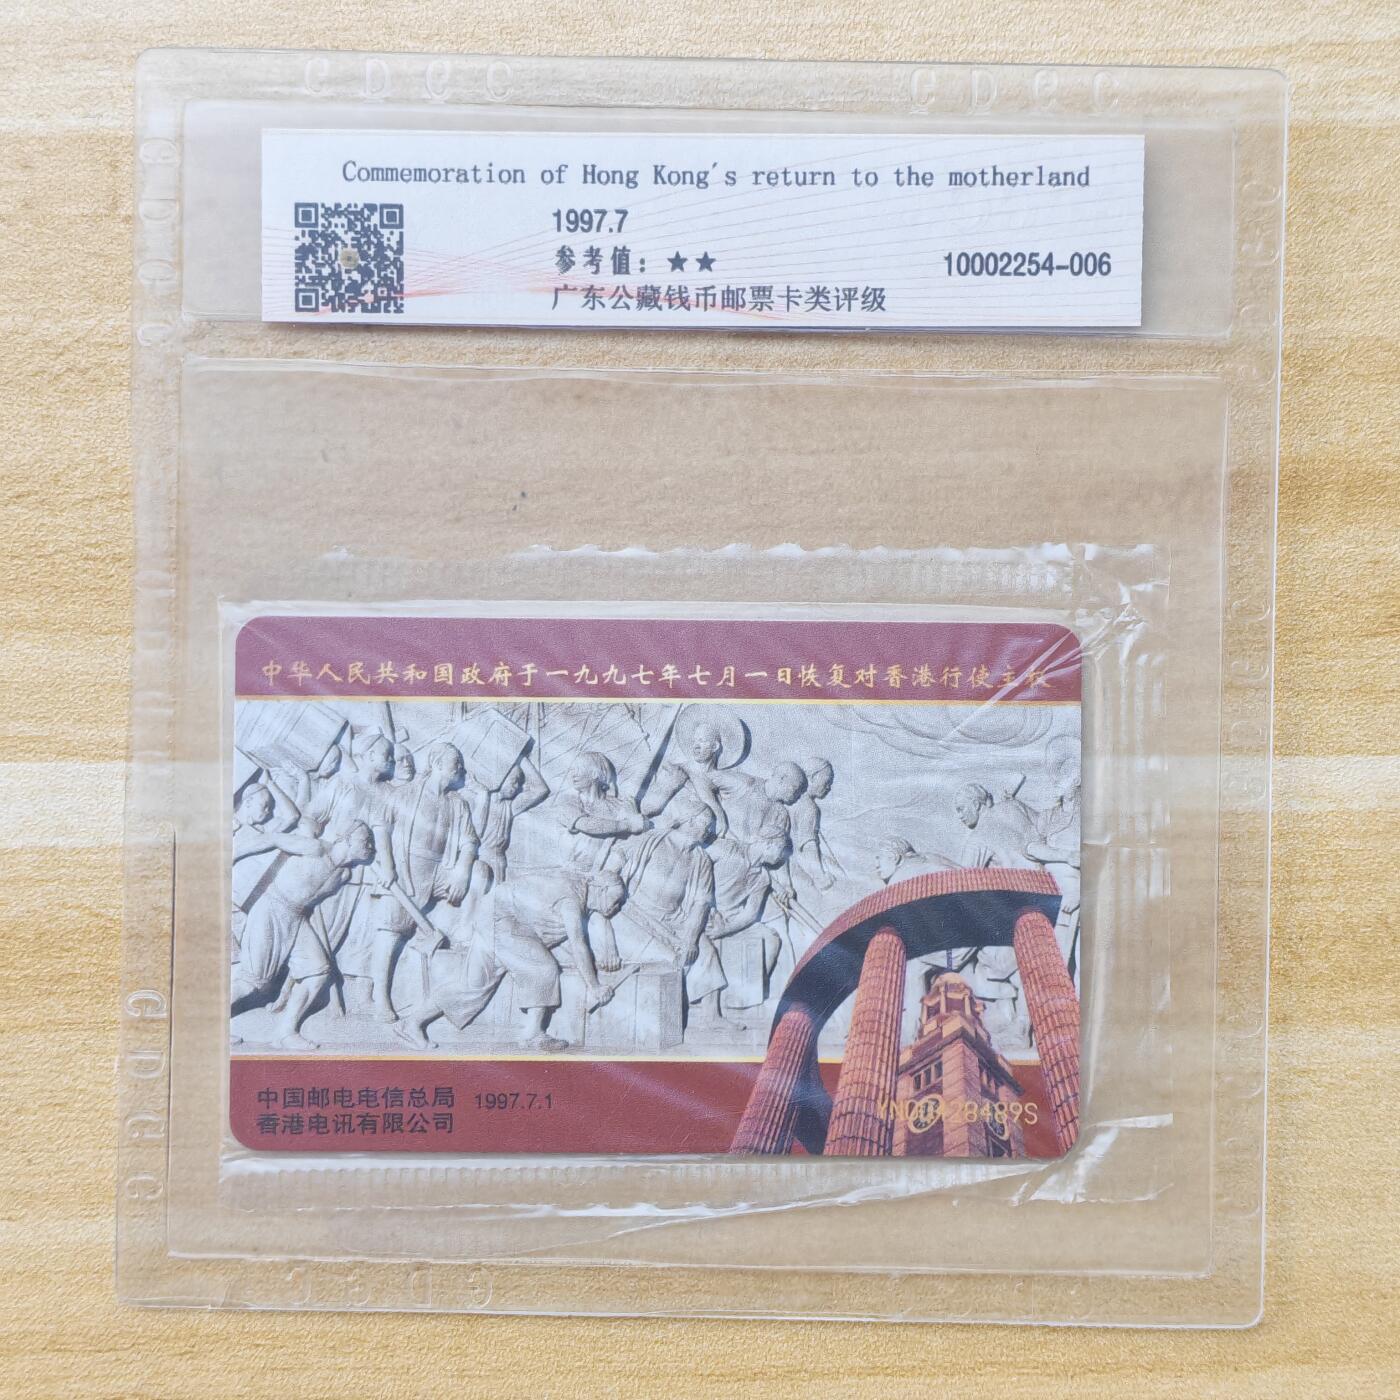 GDGC GDGC
Commemoration of Hong Kong's return to the motherland
1997.7
参考值：★★
10002254-006
广东公藏钱币邮票卡类评级
中华人民共和国政府于一九九七年七月一日恢复对香港行使主权
中国邮电电信总局 1997.7.1
香港电讯有限公司